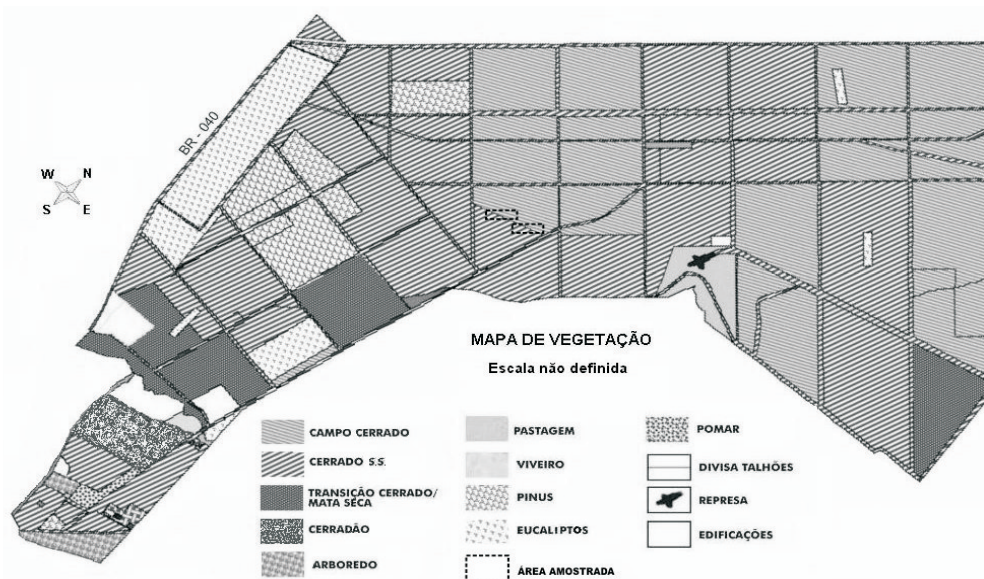 BR - 040
W N
S E
MAPA DE VEGETAÇÃO
Escala não definida
CAMPO CERRADO
CERRADO S.S.
TRANSIÇÃO CERRADO/
MATA SÊCA
CERRADÃO
ARBOREDO
PASTAGEM
VIVEIRO
PINUS
EUCALIPTOS
ÁREA AMOSTRADA
POMAR
DIVISA TALHÕES
REPRESA
EDIFICAÇÕES